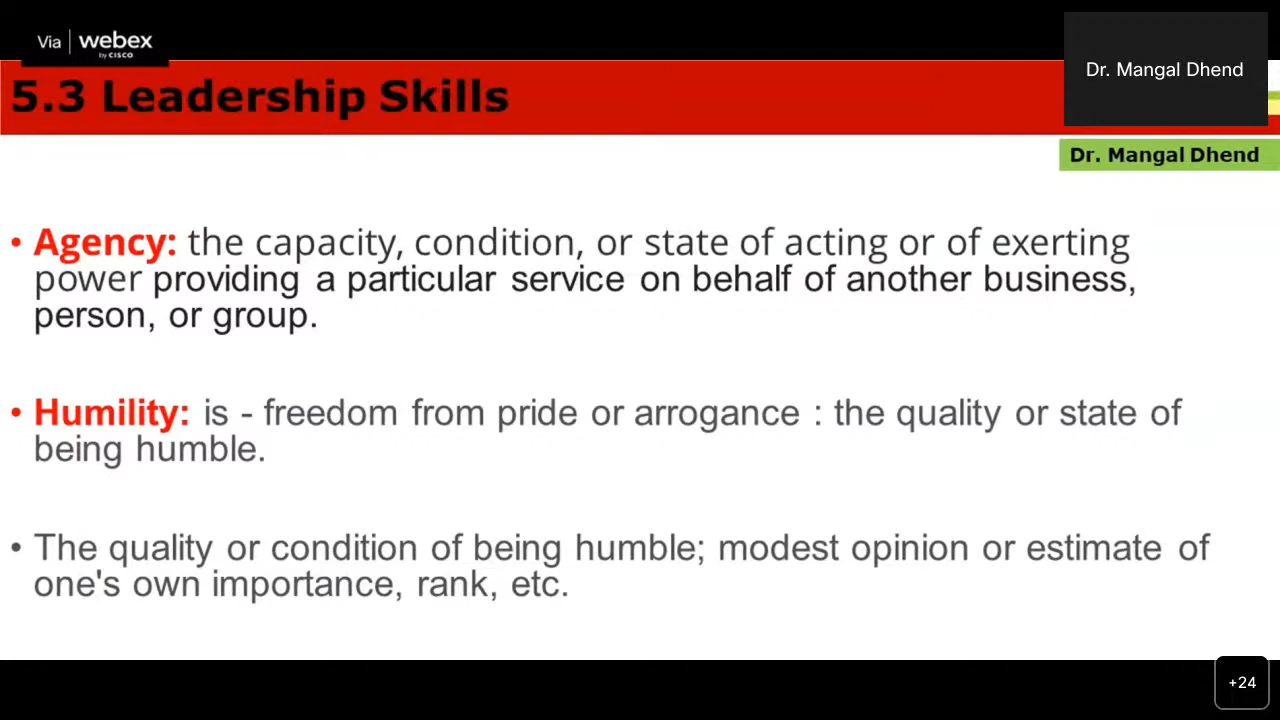 Via | webex
by CISCO
Dr. Mangal Dhend
5.3 Leadership Skills
Dr. Mangal Dhend
• Agency: the capacity, condition, or state of acting or of exerting
power providing a particular service on behalf of another business,
person, or group.
• Humility: is - freedom from pride or arrogance : the quality or state of
being humble.
• The quality or condition of being humble; modest opinion or estimate of
one's own importance, rank, etc.
+24